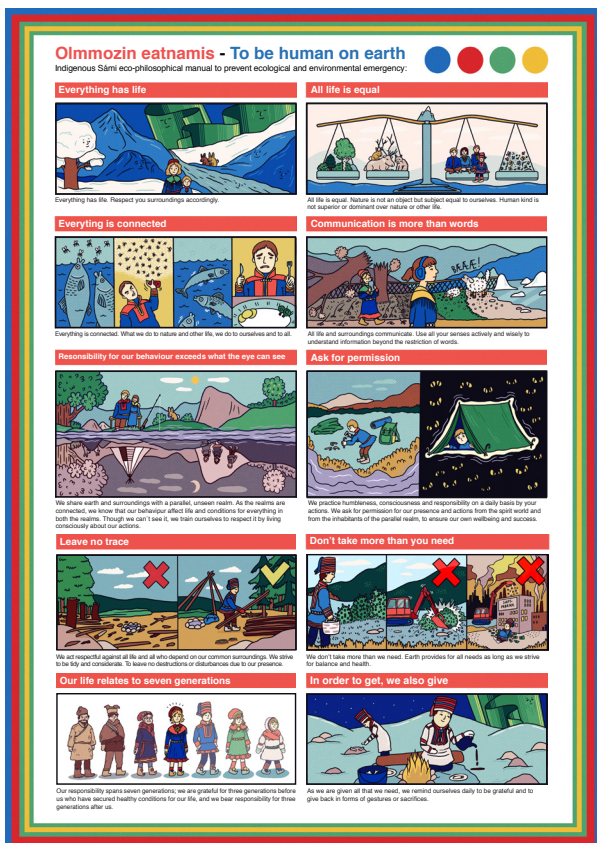 Olmmozin eatnamis - To be human on earth
Indigenous Sámi eco-philosophical manual to prevent ecological and environmental emergency:
Everything has life
Everything has life. Respect you surroundings accordingly.
All life is equal
All life is equal. Nature is not an object but subject equal to ourselves. Human kind is
not superior or dominant over nature or other life.
Everyting is connected
Everything is connected. What we do to nature and other life, we do to ourselves and to all.
Communication is more than words
BÆÆÆ!
All life and surroundings communicate. Use all your senses actively and wisely to
understand information beyond the restriction of words.
Resonsibility for our behaviour exceeds what the eye can see
We share earth and surroundings with a parallel, unseen realm. As the realms are
connected, we know that our behaviour affect life and conditions for everything in
both the realms. Though we can´t see it, we train ourselves to respect it by living
consciously about our actions.
Ask for permission
We practice humbleness, consciousness and responsibility on a daily basis by your
actions. We ask for permission for our presence and actions from the spirit world and
from the inhabitants of the parallel realm, to ensure our own wellbeing and success.
Leave no trace
We act respectful against all life and all who depend on our common surroundings. We strive
to be tidy and considerate. To leave no destructions or disturbances due to our presence.
Don't take more than you need
We don't take more than we need. Earth provides for all needs as long as we strive
for balance and health.
Our life relates to seven generations
Our responsibility spans seven generations; we are grateful for three generations before
us who have secured healthy conditions for our life, and we bear responsibility for three
generations after us.
In order to get, we also give
As we are given all that we need, we remind ourselves daily to be grateful and to
give back in forms of gestures or sacrifices.